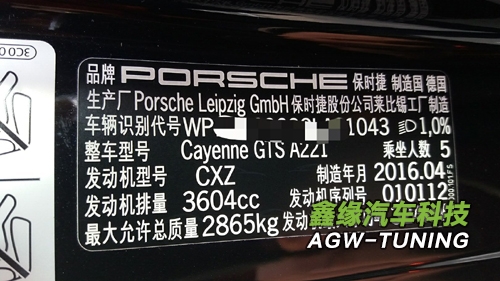 3C0 0
品牌 PORSCHE 保时捷 制造国 德国
生产厂 Porsche Leipzig GmbH 保时捷股份公司莱比锡工厂制造
车辆识别代号 WP 1043 1,0%
整车型号 Cayenne GTS A221 乘坐人数 5
发动机型号 CXZ 制造年月 2016.04
发动机排量 3604cc 发动机序列号 010112
最大允许总质量 2865kg 发动
鑫缘汽车科技
AGW-TUNING